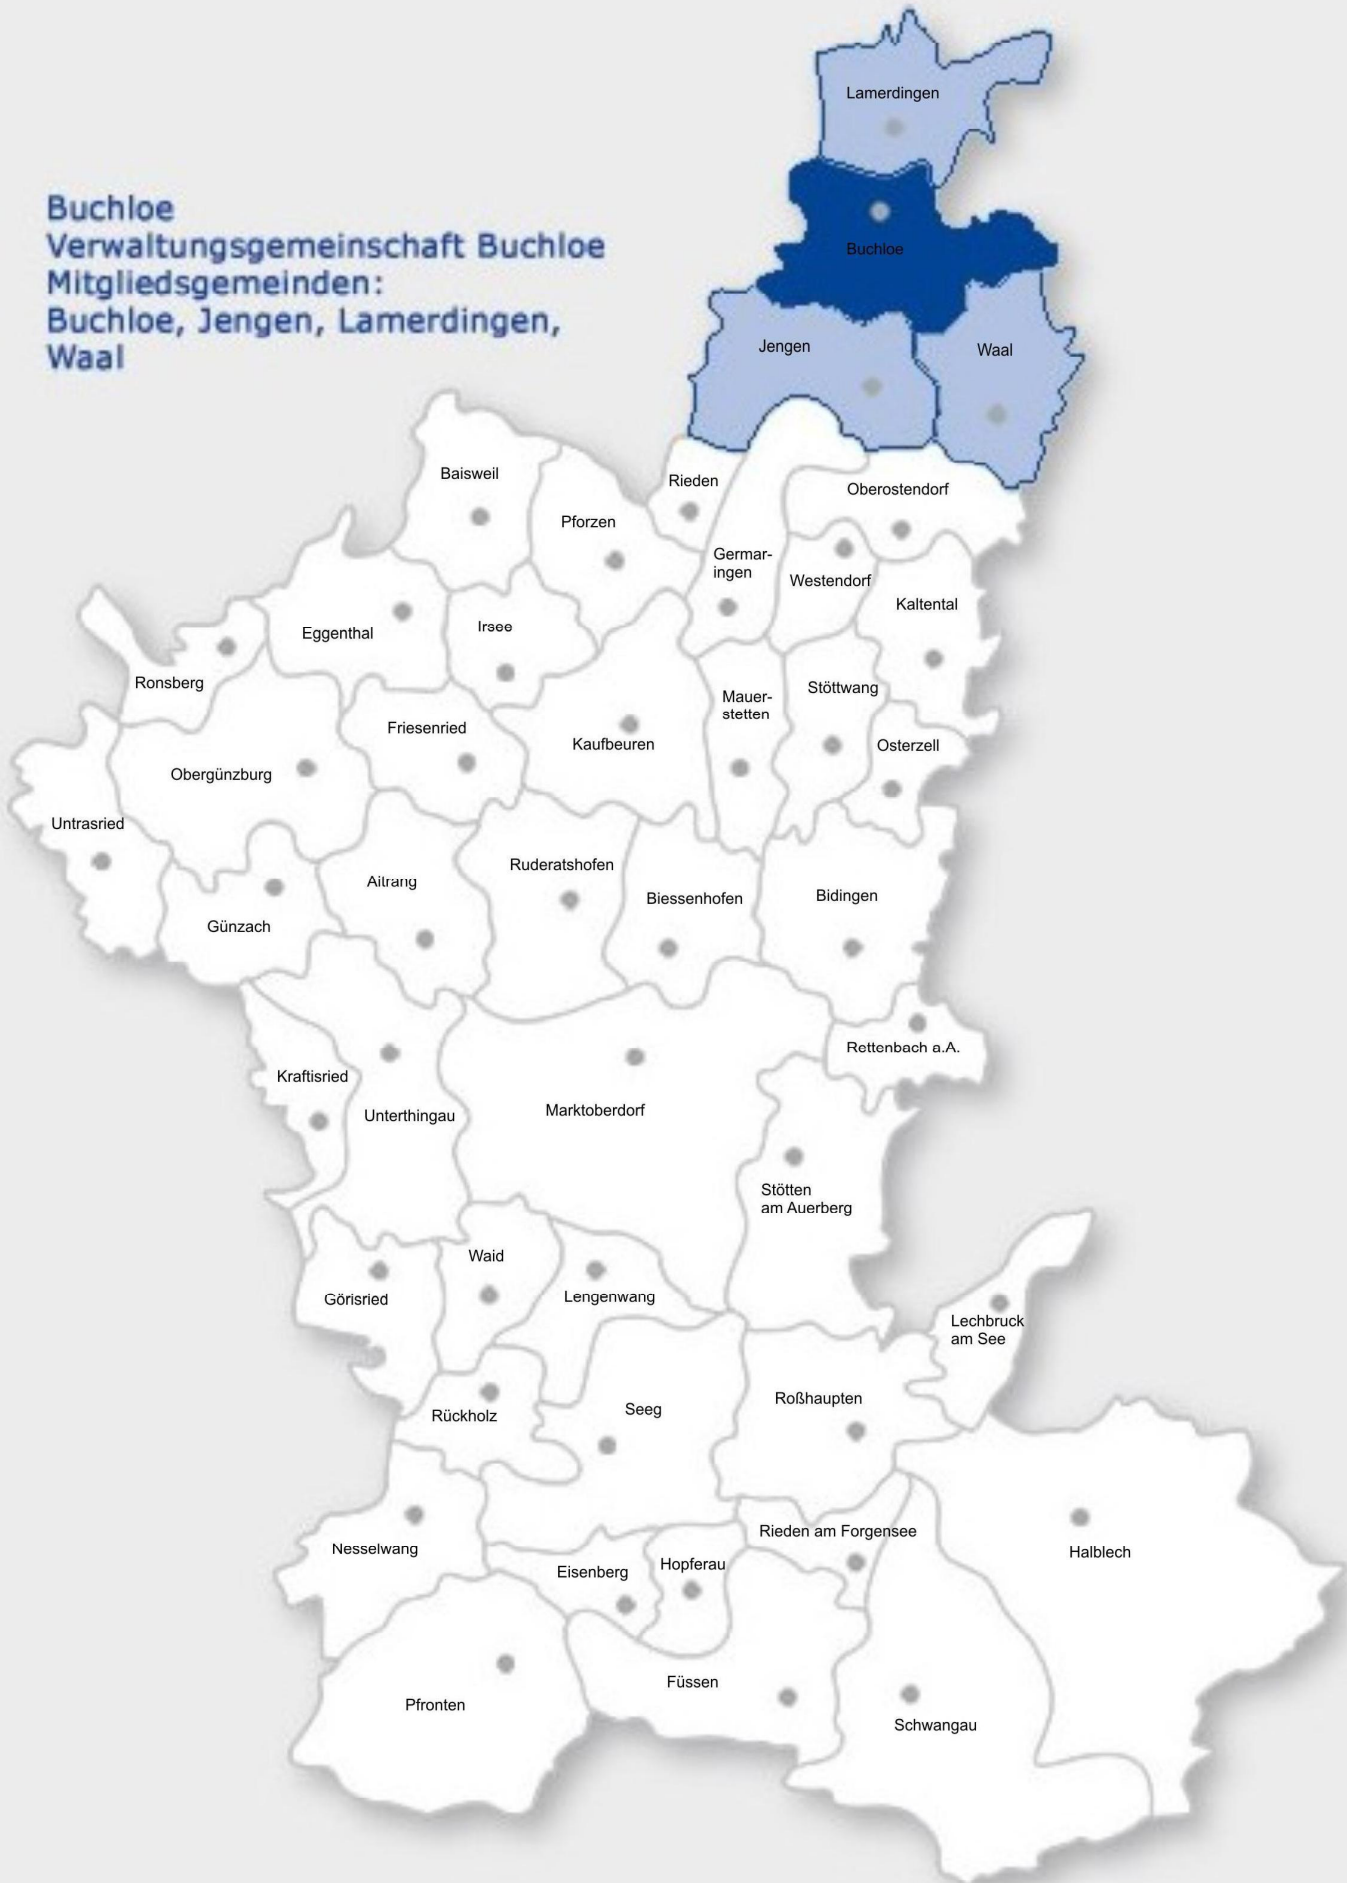 Lamerdingen
Buchloe
Verwaltungsgemeinschaft Buchloe
Mitgliedsgemeinden:
Buchloe, Jengen, Lamerdingen,
Waal
Buchloe
Jengen
Waal
Baisweil
Rieden
Oberostendorf
Pforzen
Germar-
ingen
Westendorf
Kaltental
Eggenthal
Irsee
Ronsberg
Mauer-
stetten
Stöttwang
Friesenried
Kaufbeuren
Osterzell
Obergünzburg
Untrasried
Aitrang
Ruderatshofen
Biessenhofen
Bidingen
Günzach
Rettenbach a.A.
Kraftisried
Unterthingau
Marktoberdorf
Stötten
am Auerberg
Waid
Görisried
Lengenwang
Lechbruck
am See
Rückholz
Seeg
Roßhaupten
Nesselwang
Rieden am Forgensee
Eisenberg
Hopferau
Halblech
Pfronten
Füssen
Schwangau